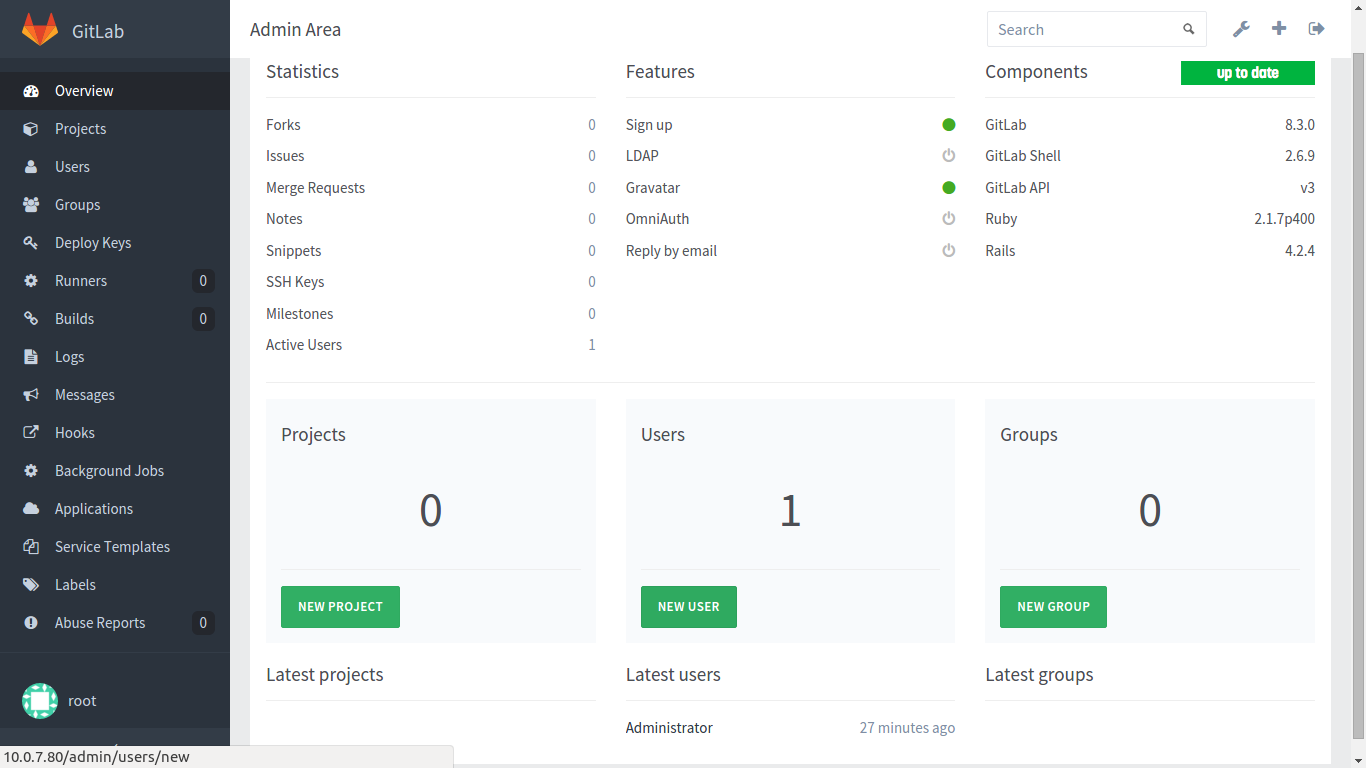 GitLab
Overview
Projects
Users
Groups
Deploy Keys
Runners 0
Builds 0
Logs
Messages
Hooks
Background Jobs
Applications
Service Templates
Labels
Abuse Reports 0
root
10.0.7.80/admin/users/new
Admin Area
Search
Statistics
Forks 0
Issues 0
Merge Requests 0
Notes 0
Snippets 0
SSH Keys 0
Milestones 0
Active Users 1
Features
Sign up
LDAP
Gravatar
OmniAuth
Reply by email
Components up to date
GitLab 8.3.0
GitLab Shell 2.6.9
GitLab API v3
Ruby 2.1.7p400
Rails 4.2.4
Projects
0
NEW PROJECT
Users
1
NEW USER
Groups
0
NEW GROUP
Latest projects
Latest users
Administrator 27 minutes ago
Latest groups